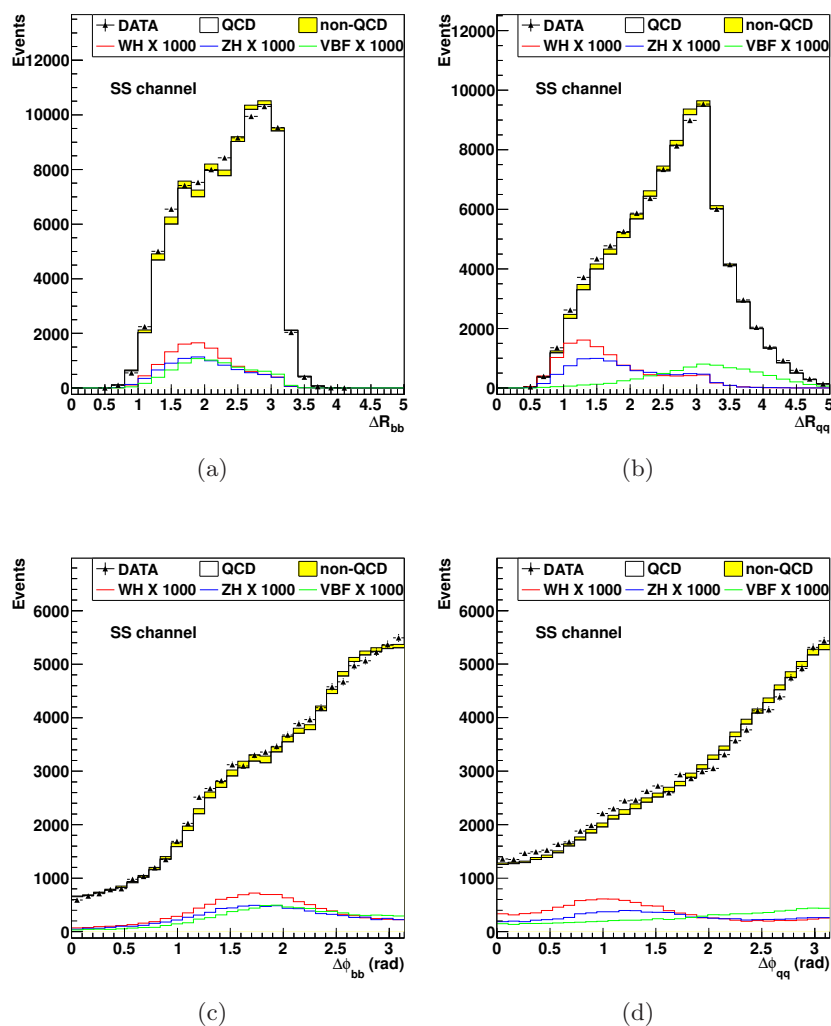 DATA QCD non-QCD
WH X 1000 ZH X 1000 VBF X 1000
SS channel
Events
12000
10000
8000
6000
4000
2000
0
0 0.5 1 1.5 2 2.5 3 3.5 4 4.5 5
ΔR_bb
(a)
DATA QCD non-QCD
WH X 1000 ZH X 1000 VBF X 1000
SS channel
Events
12000
10000
8000
6000
4000
2000
0
0 0.5 1 1.5 2 2.5 3 3.5 4 4.5 5
ΔR_qq
(b)
DATA QCD non-QCD
WH X 1000 ZH X 1000 VBF X 1000
SS channel
Events
6000
5000
4000
3000
2000
1000
0
0 0.5 1 1.5 2 2.5 3
Δϕ_bb (rad)
(c)
DATA QCD non-QCD
WH X 1000 ZH X 1000 VBF X 1000
SS channel
Events
6000
5000
4000
3000
2000
1000
0
0 0.5 1 1.5 2 2.5 3
Δϕ_qq (rad)
(d)